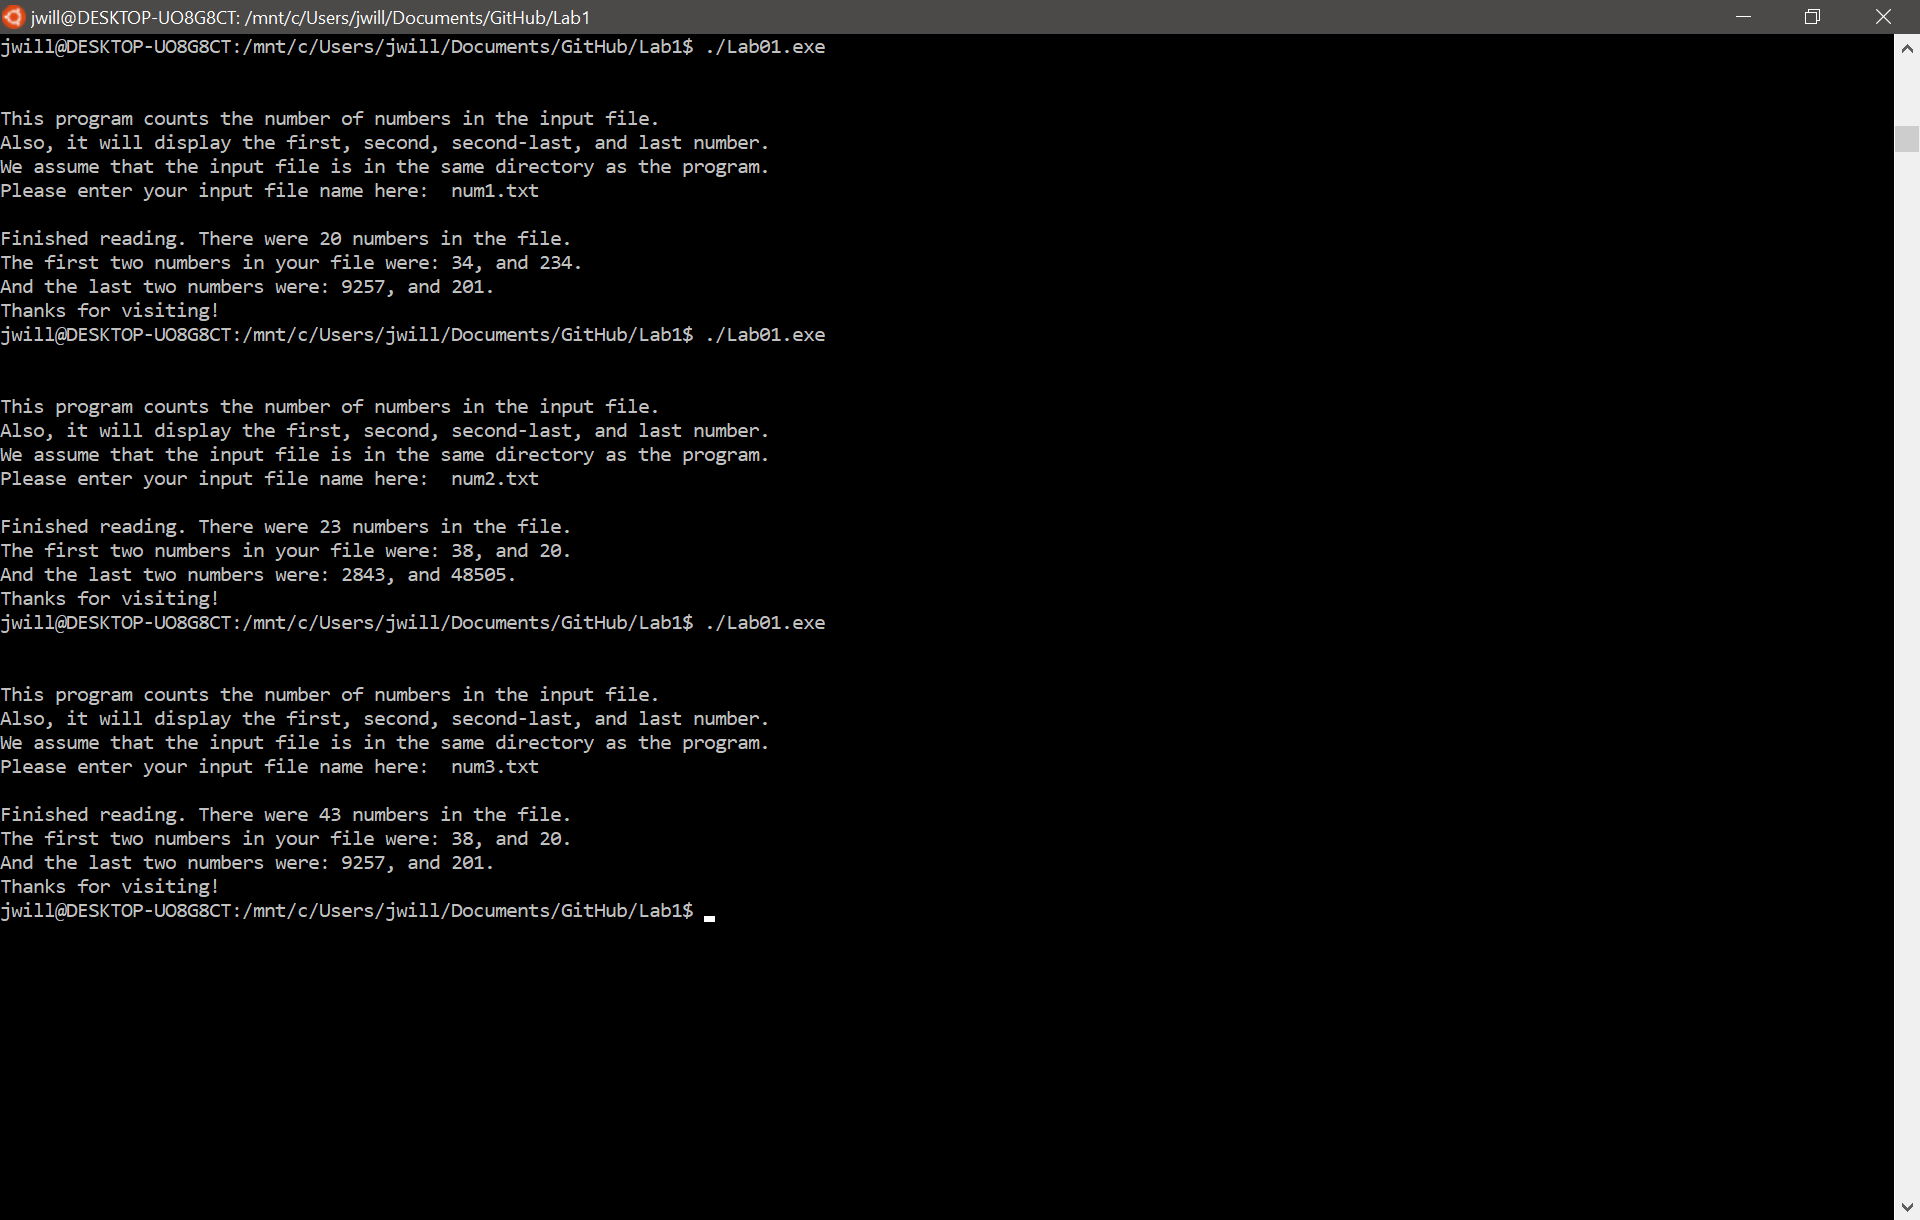 jwill@DESKTOP-UO8G8CT: /mnt/c/Users/jwill/Documents/GitHub/Lab1
jwill@DESKTOP-UO8G8CT:/mnt/c/Users/jwill/Documents/GitHub/Lab1$ ./Lab01.exe
This program counts the number of numbers in the input file.
Also, it will display the first, second, second-last, and last number.
We assume that the input file is in the same directory as the program.
Please enter your input file name here:  num1.txt
Finished reading. There were 20 numbers in the file.
The first two numbers in your file were: 34, and 234.
And the last two numbers were: 9257, and 201.
Thanks for visiting!
jwill@DESKTOP-UO8G8CT:/mnt/c/Users/jwill/Documents/GitHub/Lab1$ ./Lab01.exe
This program counts the number of numbers in the input file.
Also, it will display the first, second, second-last, and last number.
We assume that the input file is in the same directory as the program.
Please enter your input file name here:  num2.txt
Finished reading. There were 23 numbers in the file.
The first two numbers in your file were: 38, and 20.
And the last two numbers were: 2843, and 48505.
Thanks for visiting!
jwill@DESKTOP-UO8G8CT:/mnt/c/Users/jwill/Documents/GitHub/Lab1$ ./Lab01.exe
This program counts the number of numbers in the input file.
Also, it will display the first, second, second-last, and last number.
We assume that the input file is in the same directory as the program.
Please enter your input file name here:  num3.txt
Finished reading. There were 43 numbers in the file.
The first two numbers in your file were: 38, and 20.
And the last two numbers were: 9257, and 201.
Thanks for visiting!
jwill@DESKTOP-UO8G8CT:/mnt/c/Users/jwill/Documents/GitHub/Lab1$